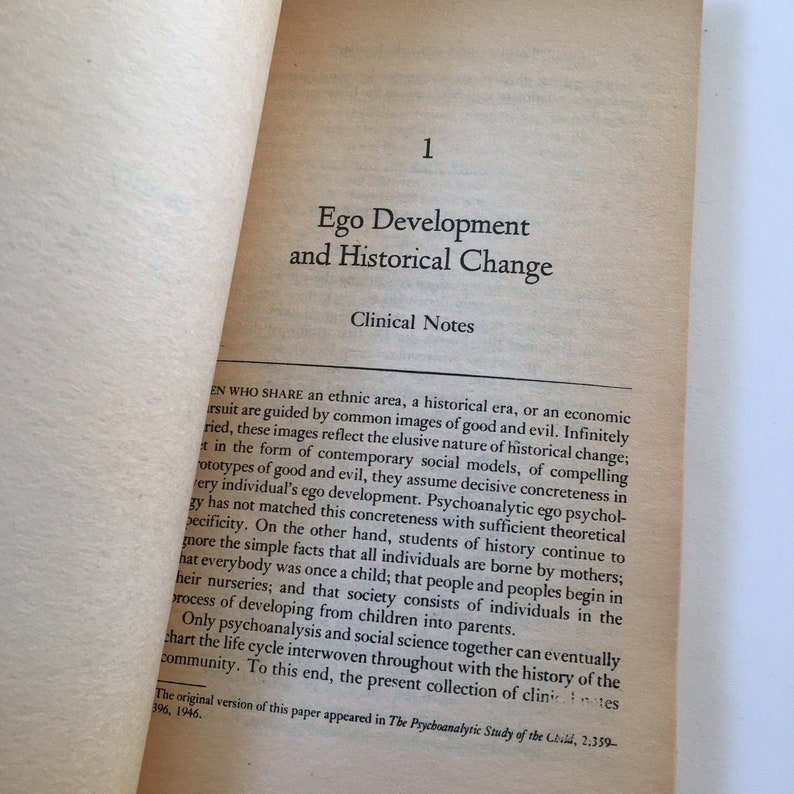 1
Ego Development
and Historical Change
Clinical Notes
EN WHO SHARE an ethnic area, a historical era, or an economic
rsuit are guided by common images of good and evil. Infinitely
ried, these images reflect the elusive nature of historical change;
et in the form of contemporary social models, of compelling
rototypes of good and evil, they assume decisive concreteness in
very individual's ego development. Psychoanalytic ego psychol-
gy has not matched this concreteness with sufficient theoretical
pecificity. On the other hand, students of history continue to
gnore the simple facts that all individuals are borne by mothers;
hat everybody was once a child; that people and peoples begin in
heir nurseries; and that society consists of individuals in the
process of developing from children into parents.
Only psychoanalysis and social science together can eventually
chart the life cycle interwoven throughout with the history of the
community. To this end, the present collection of clinical notes
The original version of this paper appeared in The Psychoanalytic Study of the Child, 2.359–
396, 1946.